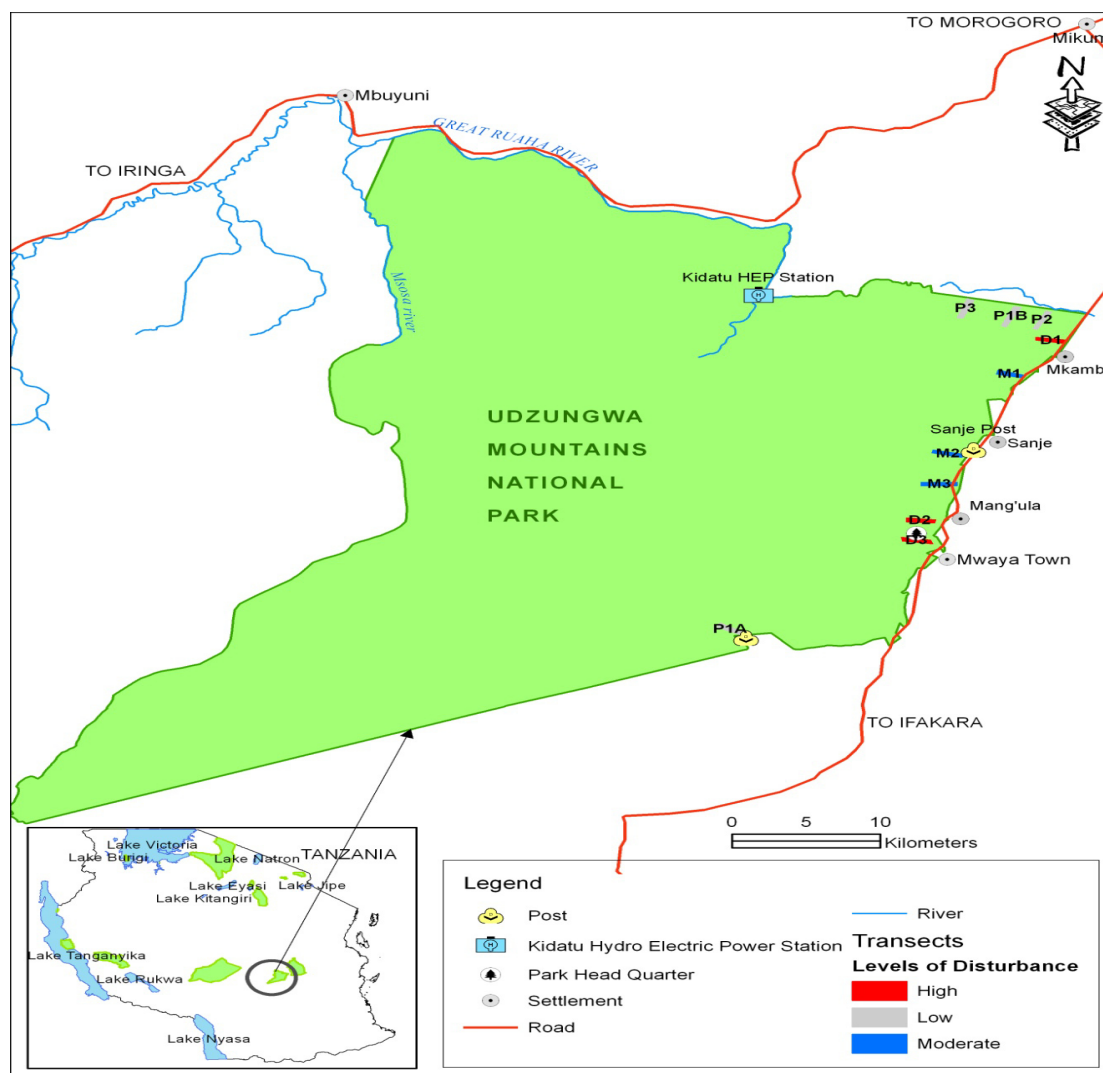 TO MOROGORO
Mikun
N
Mbuyuni
GREAT RUAHA RIVER
TO IRINGA
Msosa river
Kidatu HEP Station
P3
P1B
P2
D1
Mkamb
M1
UDZUNGWA
MOUNTAINS
NATIONAL
PARK
Sanje Post
Sanje
M2
M3
Mang'ula
D2
D3
Mwaya Town
P1A
TO IFAKARA
0 5 10
Kilometers
Lake Victoria
TANZANIA
Lake Burigi
Lake Natron
Lake Eyasi
Lake Jipe
Lake Kitangiri
Lake Tanganyika
Lake Rukwa
Lake Nyasa
Legend
Post
Kidatu Hydro Electric Power Station
Park Head Quarter
Settlement
Road
River
Transects
Levels of Disturbance
High
Low
Moderate